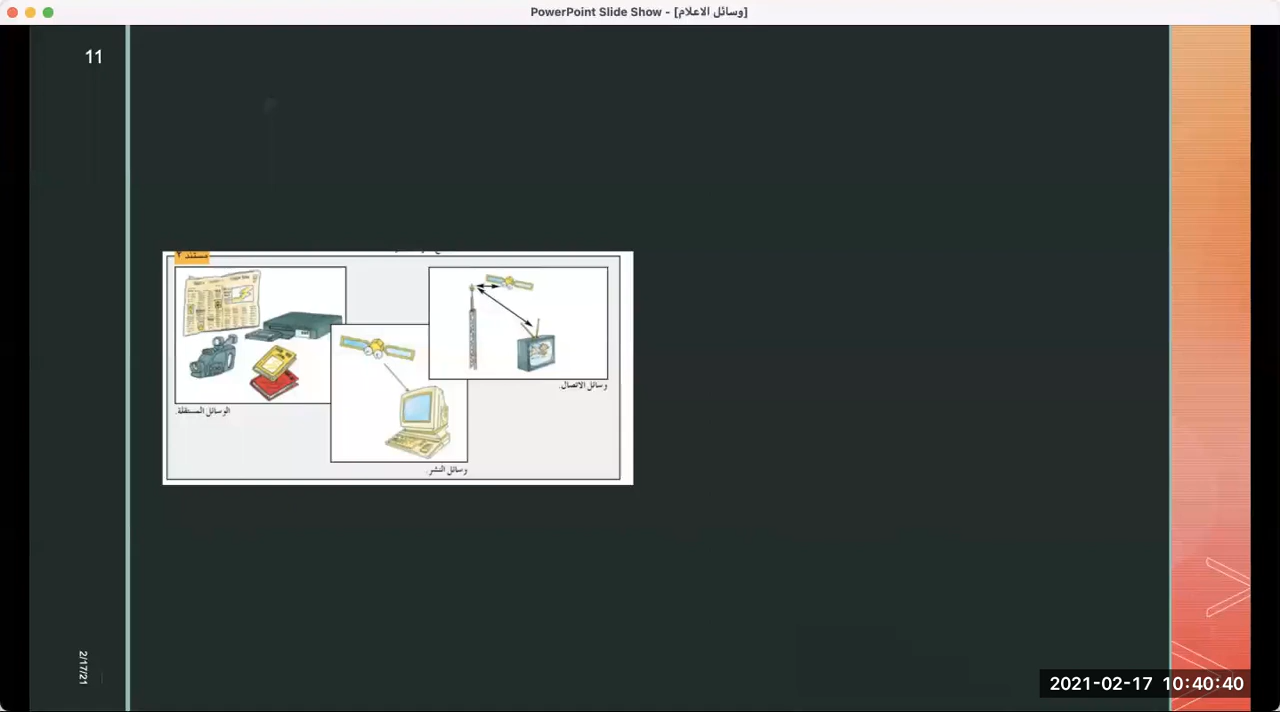 PowerPoint Slide Show - [وسائل الاعلام]
11
مستند ٢
وسائل الاتصال.
الوسائل المستقلة.
وسائل النشر.
2/17/21
2021-02-17 10:40:40